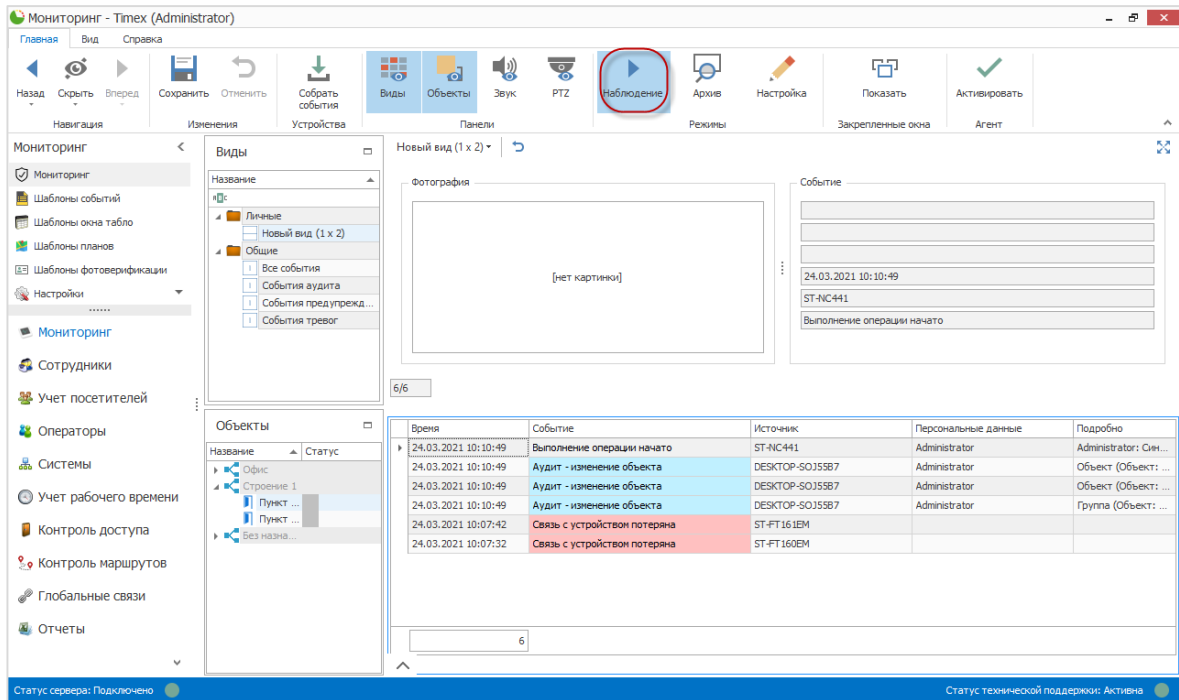 Мониторинг - Timex (Administrator)
Главная Вид Справка
Назад Скрыть Вперед Сохранить Отменить Собрать события Виды Объекты Звук PTZ Наблюдение Архив Настройка Показать Активировать
Навигация Изменения Устройства Панели Режимы Закрепленные окна Агент
Мониторинг
Мониторинг
Шаблоны событий
Шаблоны окна табло
Шаблоны планов
Шаблоны фотоверификации
Настройки
Мониторинг
Сотрудники
Учет посетителей
Операторы
Системы
Учет рабочего времени
Контроль доступа
Контроль маршрутов
Глобальные связи
Отчеты
Виды
Название
Личные
Новый вид (1 x 2)
Общие
Все события
События аудита
События предупрежд...
События тревог
Объекты
Название Статус
Офис
Строение 1
Пункт ...
Пункт ...
Без назна...
Новый вид (1 x 2)
Фотография
[нет картинки]
Событие
24.03.2021 10:10:49
ST-NC441
Выполнение операции начато
6/6
Время Событие Источник Персональные данные Подробно
24.03.2021 10:10:49 Выполнение операции начато ST-NC441 Administrator Administrator: Син...
24.03.2021 10:10:49 Аудит - изменение объекта DESKTOP-SOJ55B7 Administrator Объект (Объект: ...
24.03.2021 10:10:49 Аудит - изменение объекта DESKTOP-SOJ55B7 Administrator Объект (Объект: ...
24.03.2021 10:10:49 Аудит - изменение объекта DESKTOP-SOJ55B7 Administrator Группа (Объект: ...
24.03.2021 10:07:42 Связь с устройством потеряна ST-FT161EM
24.03.2021 10:07:32 Связь с устройством потеряна ST-FT160EM
6
Статус сервера: Подключено Статус технической поддержки: Активна